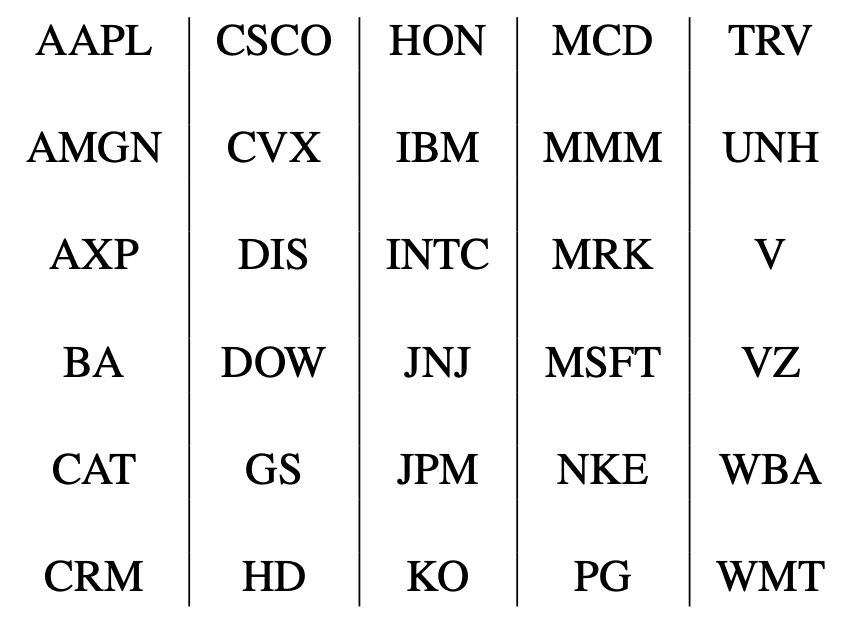 AAPL CSCO HON MCD TRV
AMGN CVX IBM MMM UNH
AXP DIS INTC MRK V
BA DOW JNJ MSFT VZ
CAT GS JPM NKE WBA
CRM HD KO PG WMT